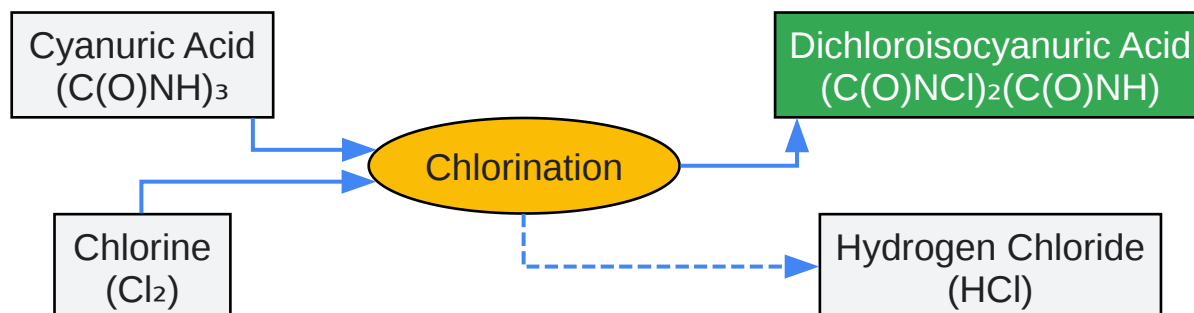 Cyanuric Acid
(C(O)NH)₃
Dichloroisocyanuric Acid
(C(O)NCl)₂(C(O)NH)
Chlorination
Chlorine
(Cl₂)
Hydrogen Chloride
(HCl)